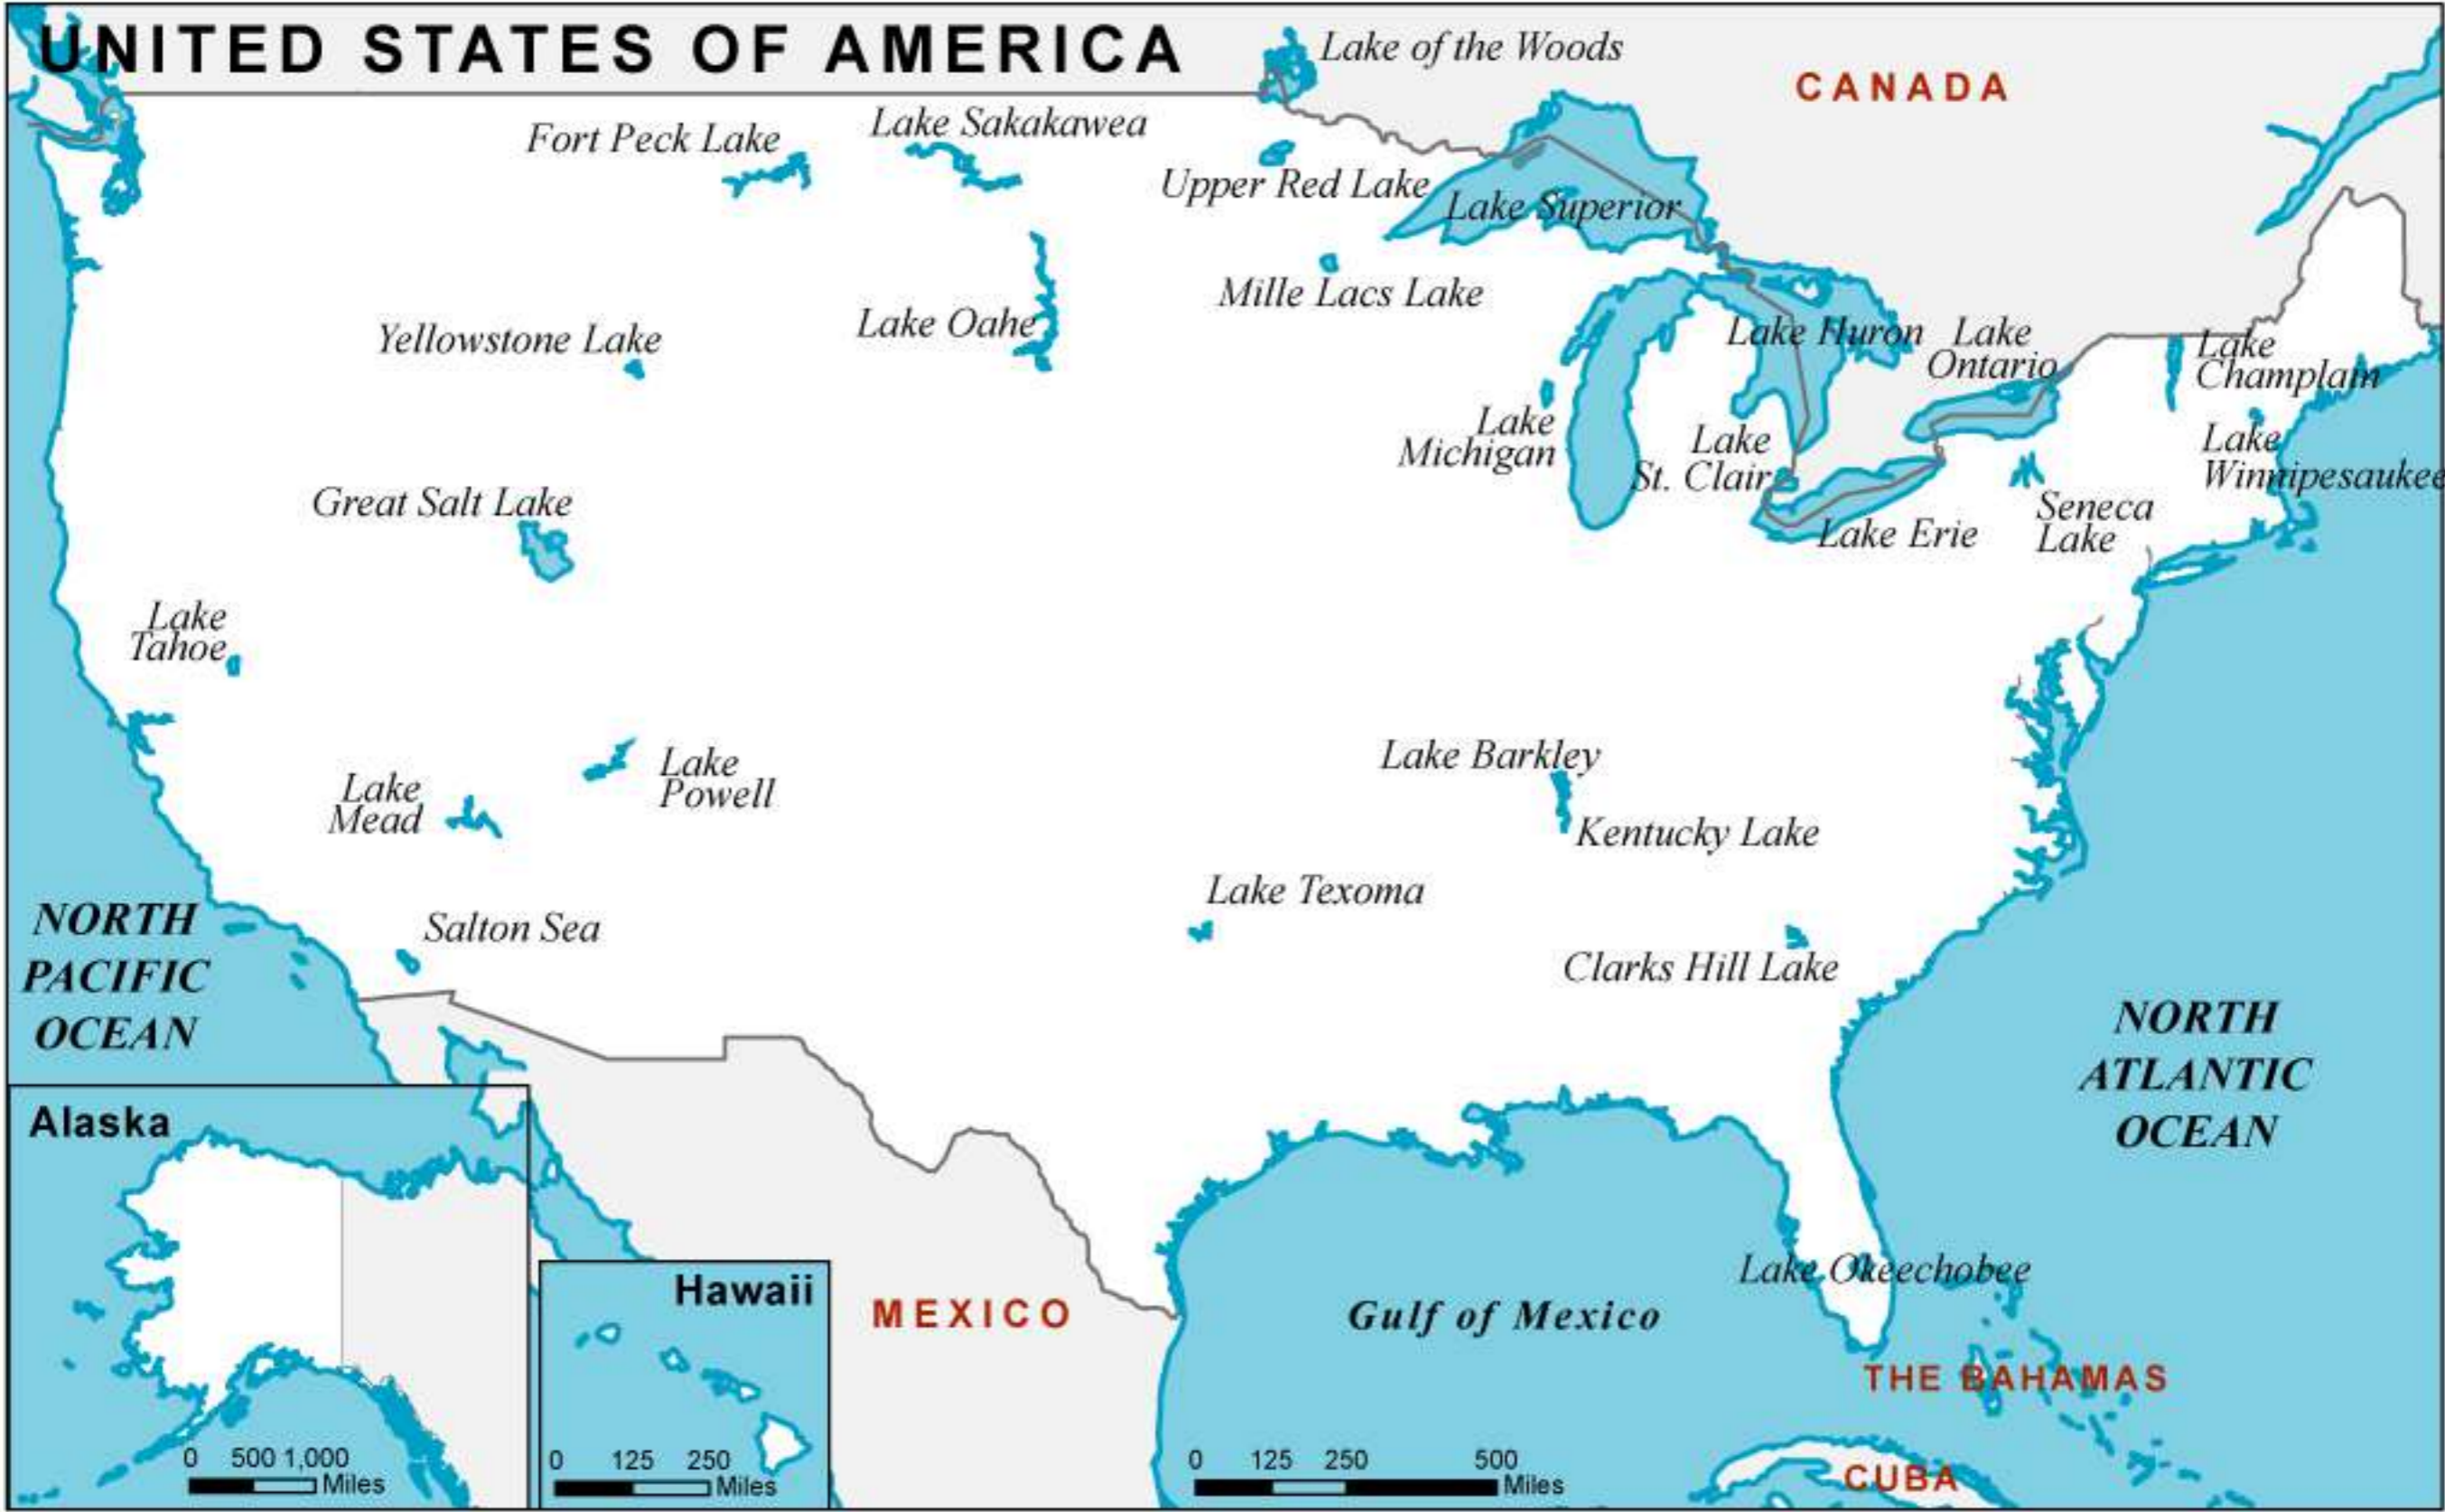 UNITED STATES OF AMERICA
Lake of the Woods
CANADA
Fort Peck Lake
Lake Sakakawea
Upper Red Lake
Lake Superior
Mille Lacs Lake
Yellowstone Lake
Lake Oahe
Lake Huron
Lake
Ontario
Lake
Champlain
Lake
Michigan
Lake
St. Clair
Lake
Winnipesaukee
Great Salt Lake
Lake Erie
Seneca
Lake
Lake
Tahoe
Lake
Powell
Lake
Mead
Lake Barkley
Kentucky Lake
Lake Texoma
Salton Sea
Clarks Hill Lake
NORTH
PACIFIC
OCEAN
NORTH
ATLANTIC
OCEAN
Alaska
Lake Okeechobee
Hawaii
MEXICO
Gulf of Mexico
THE BAHAMAS
CUBA
0 500 1,000
Miles
0 125 250
Miles
0 125 250 500
Miles